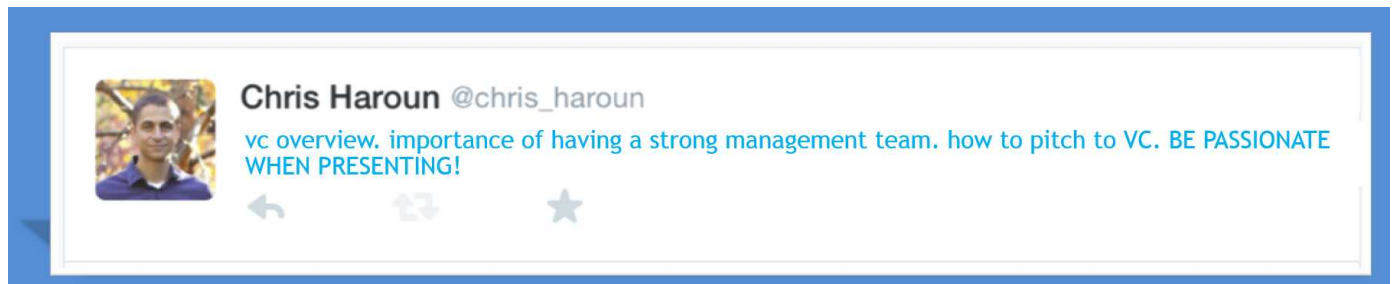 Chris Haroun @chris_haroun
vc overview. importance of having a strong management team. how to pitch to VC. BE PASSIONATE
WHEN PRESENTING!